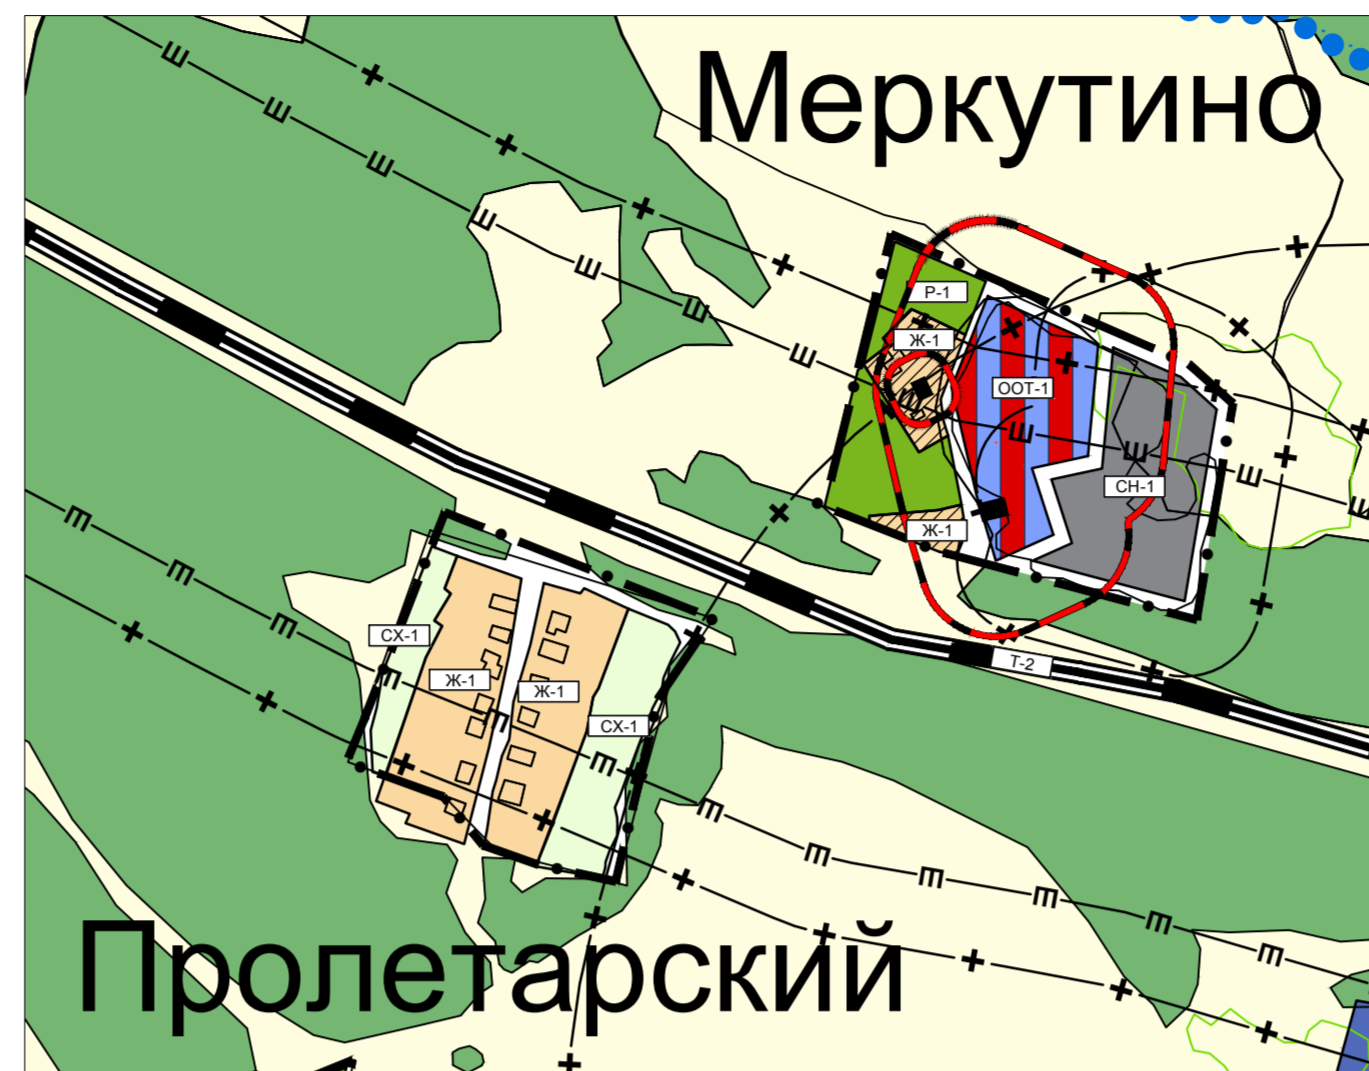 Меркутино
Р-1
Ж-1
ООТ-1
СН-1
Ж-1
СХ-1
Т-2
Ж-1
Ж-1
СХ-1
Пролетарский